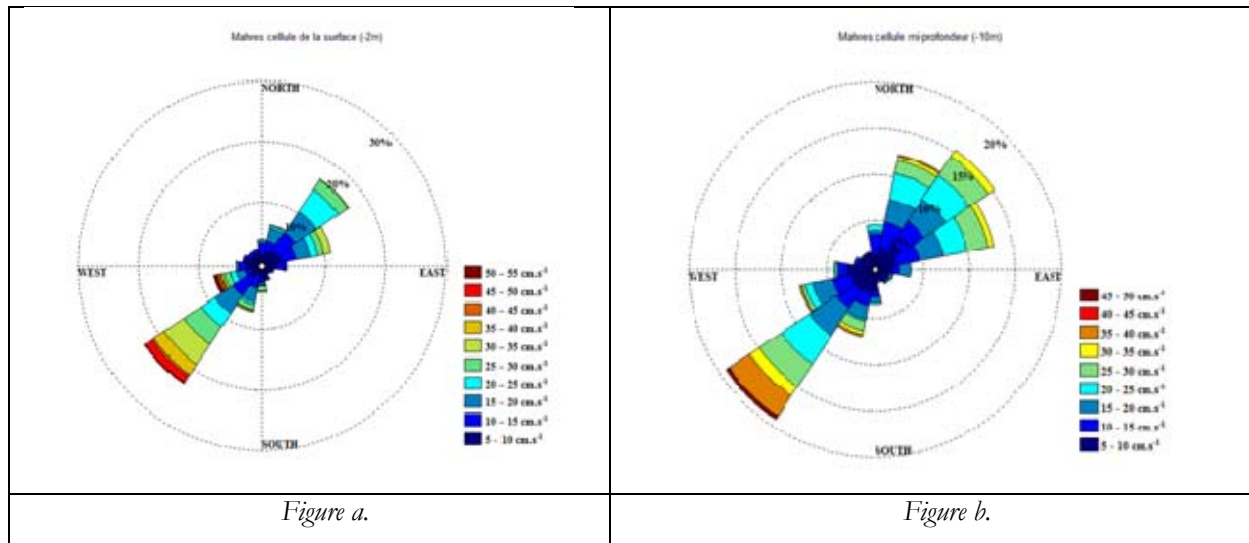 Mahres cellule de la surface (-2m)
NORTH
30%
20%
10%
WEST
EAST
SOUTH
50 – 55 cm.s⁻¹
45 – 50 cm.s⁻¹
40 – 45 cm.s⁻¹
35 – 40 cm.s⁻¹
30 – 35 cm.s⁻¹
25 – 30 cm.s⁻¹
20 – 25 cm.s⁻¹
15 – 20 cm.s⁻¹
10 – 15 cm.s⁻¹
5 - 10 cm.s⁻¹
Figure a.
Mahres cellule mi-profondeur (-10m)
NORTH
20%
15%
10%
WEST
EAST
SOUTH
45 - 50 cm.s⁻¹
40 – 45 cm.s⁻¹
35 – 40 cm.s⁻¹
30 – 35 cm.s⁻¹
25 – 30 cm.s⁻¹
20 – 25 cm.s⁻¹
15 – 20 cm.s⁻¹
10 – 15 cm.s⁻¹
5 – 10 cm.s⁻¹
Figure b.